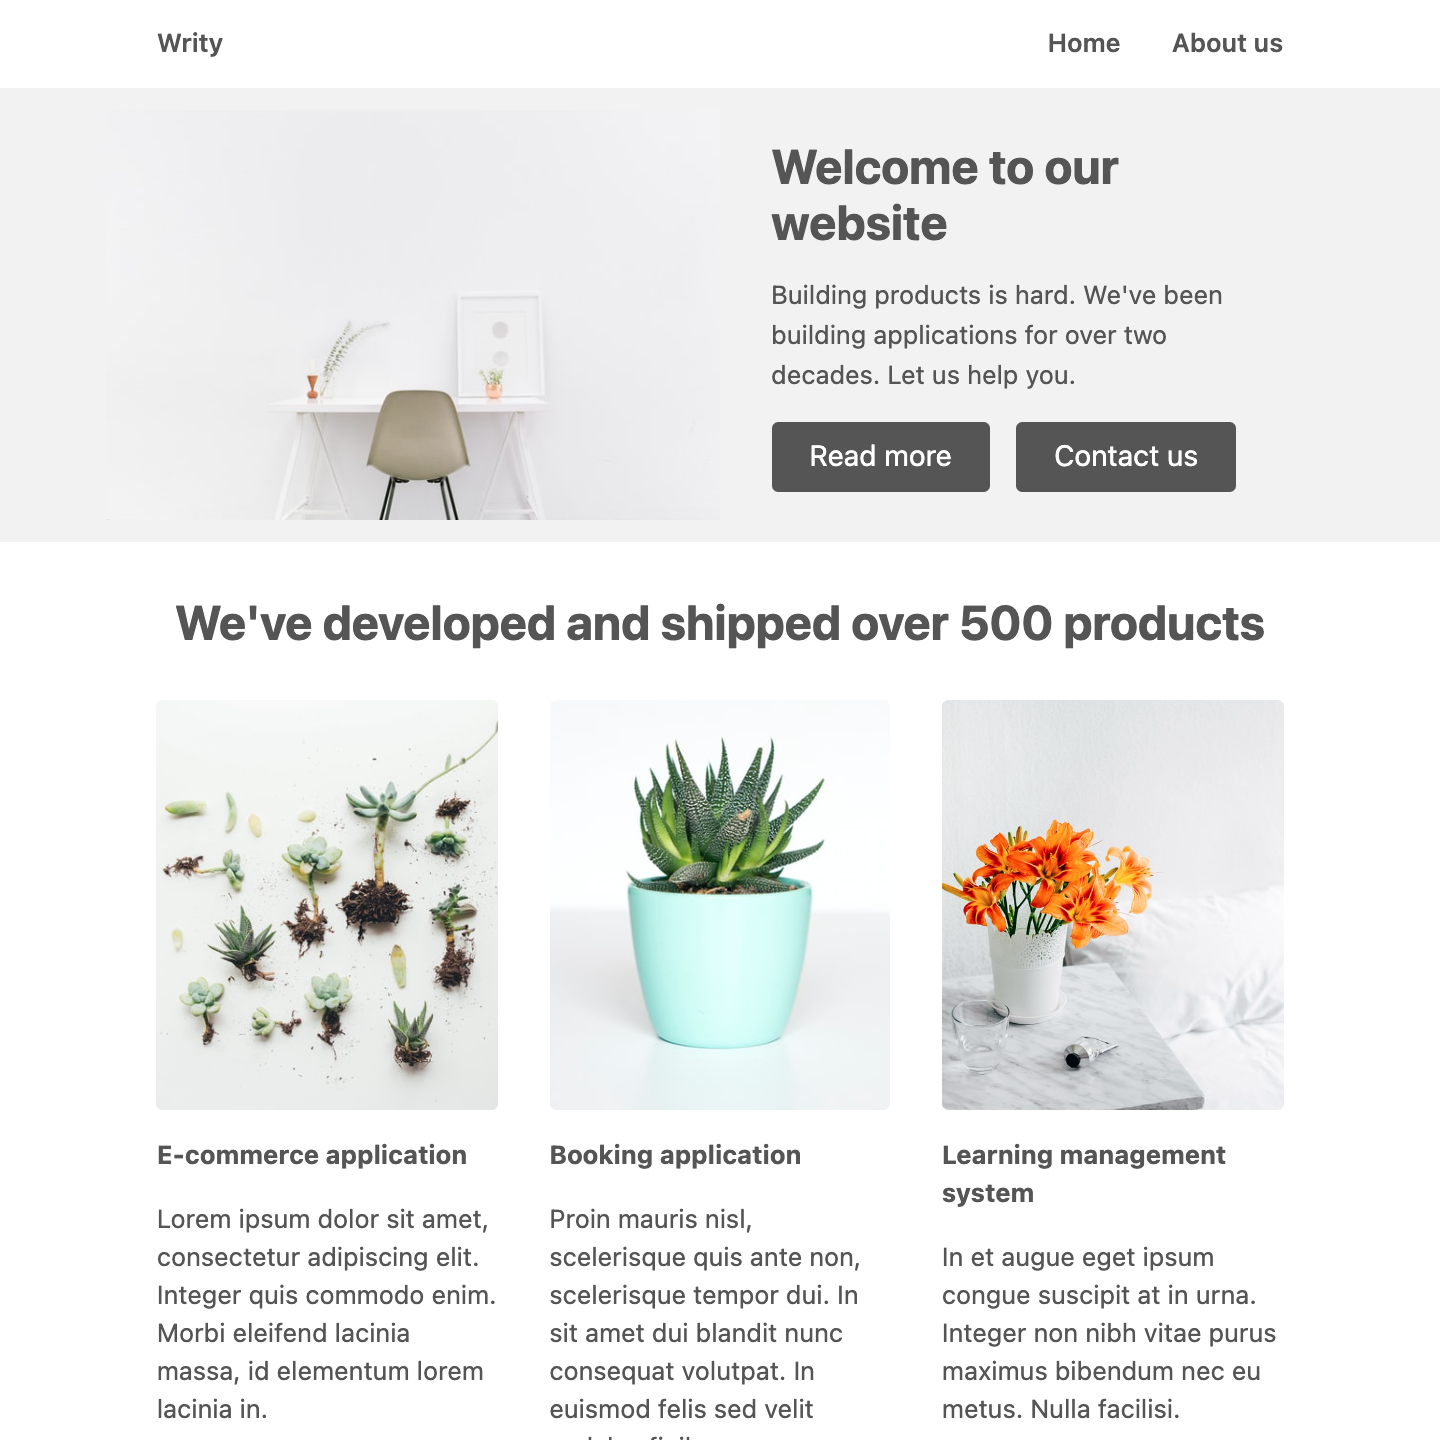 Writy
Home
About us
Welcome to our
website
Building products is hard. We've been
building applications for over two
decades. Let us help you.
Read more
Contact us
We've developed and shipped over 500 products
E-commerce application
Lorem ipsum dolor sit amet,
consectetur adipiscing elit.
Integer quis commodo enim.
Morbi eleifend lacinia
massa, id elementum lorem
lacinia in.
Booking application
Proin mauris nisl,
scelerisque quis ante non,
scelerisque tempor dui. In
sit amet dui blandit nunc
consequat volutpat. In
euismod felis sed velit
Learning management
system
In et augue eget ipsum
congue suscipit at in urna.
Integer non nibh vitae purus
maximus bibendum nec eu
metus. Nulla facilisi.